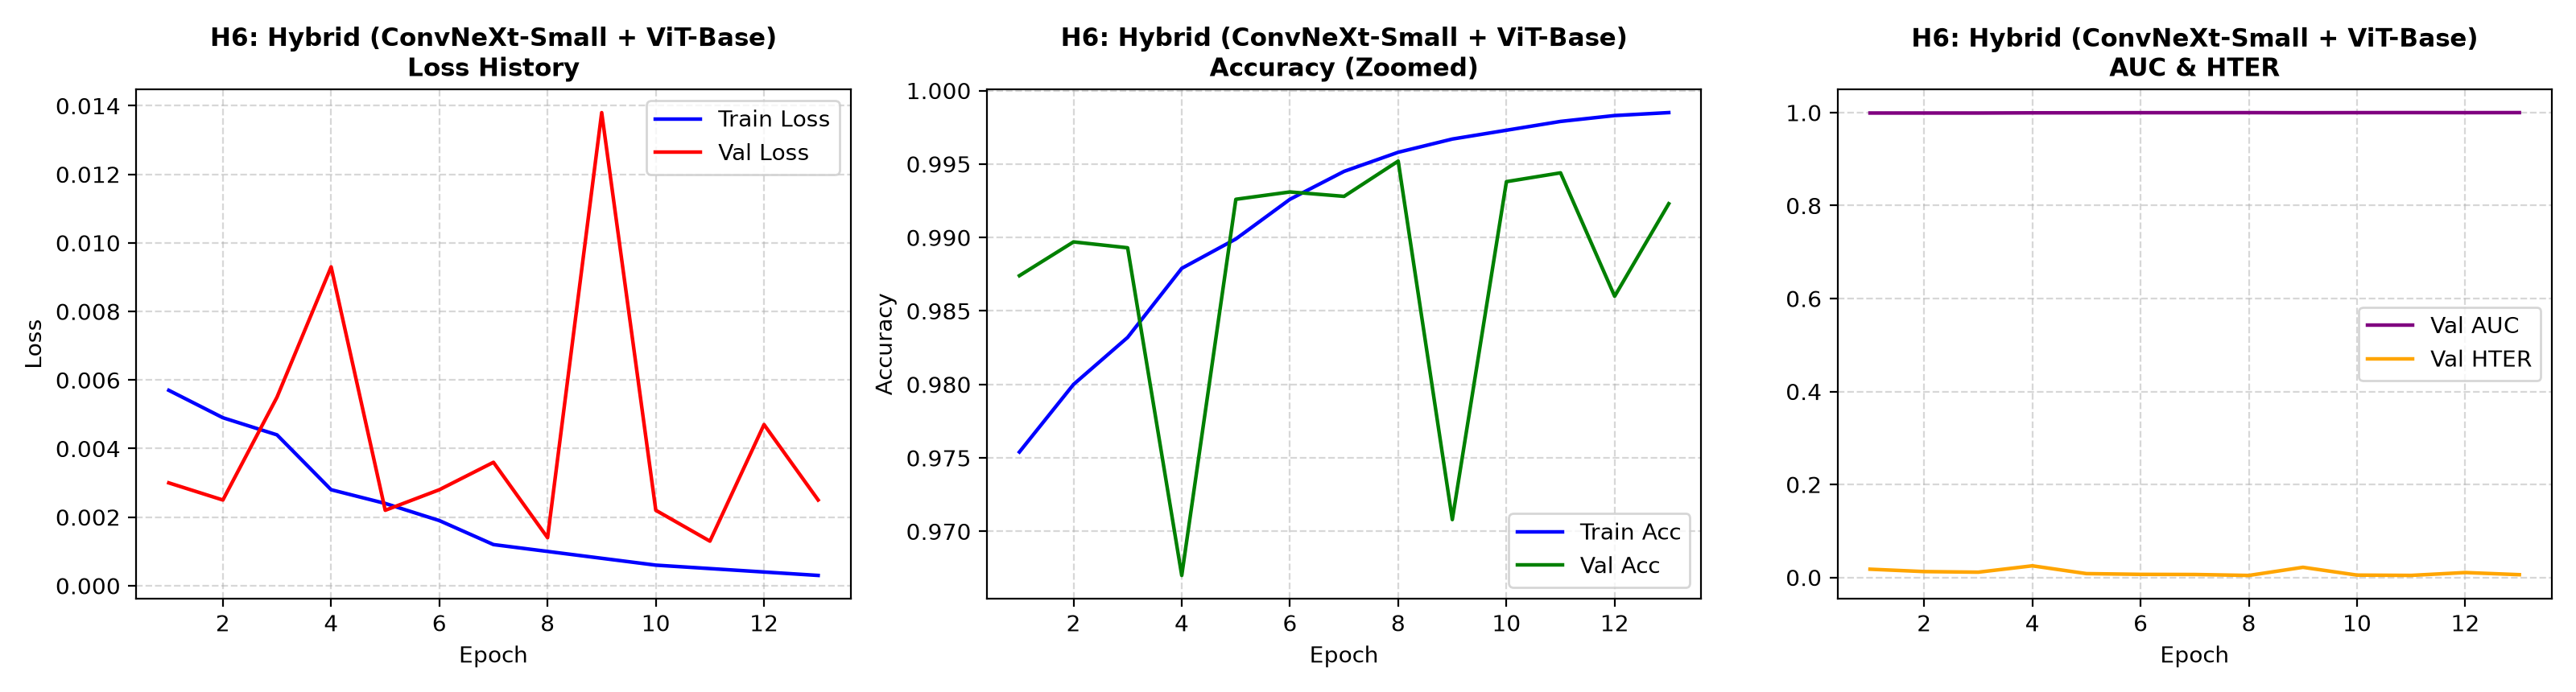 H6: Hybrid (ConvNeXt-Small + ViT-Base)
Loss History
0.014
0.012
0.010
0.008
0.006
0.004
0.002
0.000
Loss
2 4 6 8 10 12
Epoch
Train Loss
Val Loss
H6: Hybrid (ConvNeXt-Small + ViT-Base)
Accuracy (Zoomed)
1.000
0.995
0.990
0.985
0.980
0.975
0.970
Accuracy
2 4 6 8 10 12
Epoch
Train Acc
Val Acc
H6: Hybrid (ConvNeXt-Small + ViT-Base)
AUC & HTER
1.0
0.8
0.6
0.4
0.2
0.0
2 4 6 8 10 12
Epoch
Val AUC
Val HTER